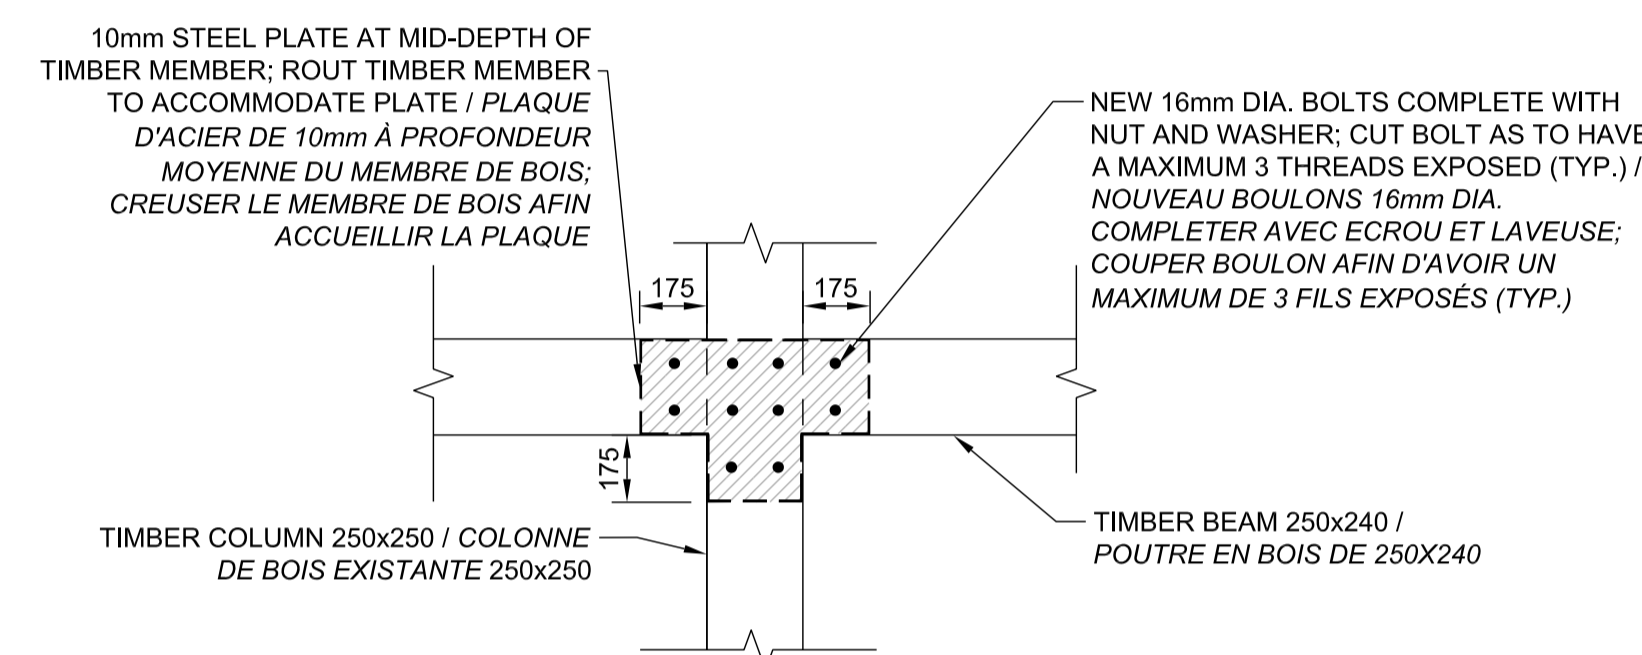 10mm STEEL PLATE AT MID-DEPTH OF
TIMBER MEMBER; ROUT TIMBER MEMBER
TO ACCOMMODATE PLATE / PLAQUE
D'ACIER DE 10mm À PROFONDEUR
MOYENNE DU MEMBRE DE BOIS;
CREUSER LE MEMBRE DE BOIS AFIN
ACCUEILLIR LA PLAQUE
NEW 16mm DIA. BOLTS COMPLETE WITH
NUT AND WASHER; CUT BOLT AS TO HAVE
A MAXIMUM 3 THREADS EXPOSED (TYP.) /
NOUVEAU BOULONS 16mm DIA.
COMPLETER AVEC ECROU ET LAVEUSE;
COUPER BOULON AFIN D'AVOIR UN
MAXIMUM DE 3 FILS EXPOSÉS (TYP.)
175
175
175
TIMBER COLUMN 250x250 / COLONNE
DE BOIS EXISTANTE 250x250
TIMBER BEAM 250x240 /
POUTRE EN BOIS DE 250X240